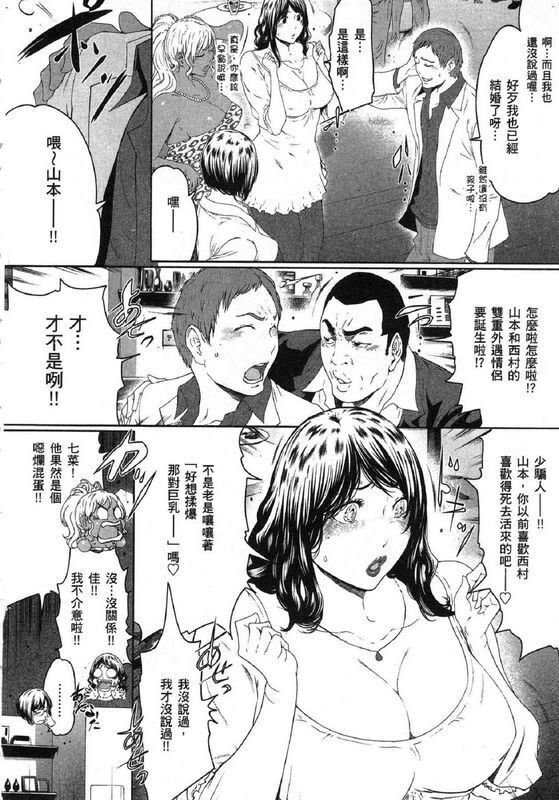 啊…而且我也
還沒說過喔…
好歹我也已經
結婚了呀…
雖然還沒有
孩子啦…
是…
是這樣
啊…
真是，你應該
早點說嘛…
嘿—
喂～山本
——!!
怎麼啦怎麼啦!?
山本和西村的
雙重外遇情侶
要誕生啦!?
才…
才不是咧!!
少騙人——!!
山本，你以前喜歡西村
喜歡得死去活來的吧——♡
不是老是嚷嚷著
「好想揉爆
那對巨乳——」嗎♡
我沒說過，
我才沒說過!!
七菜！
他果然是個
噁爛混蛋!!
沒…沒關係!!
佳!!
我不介意啦!!
………